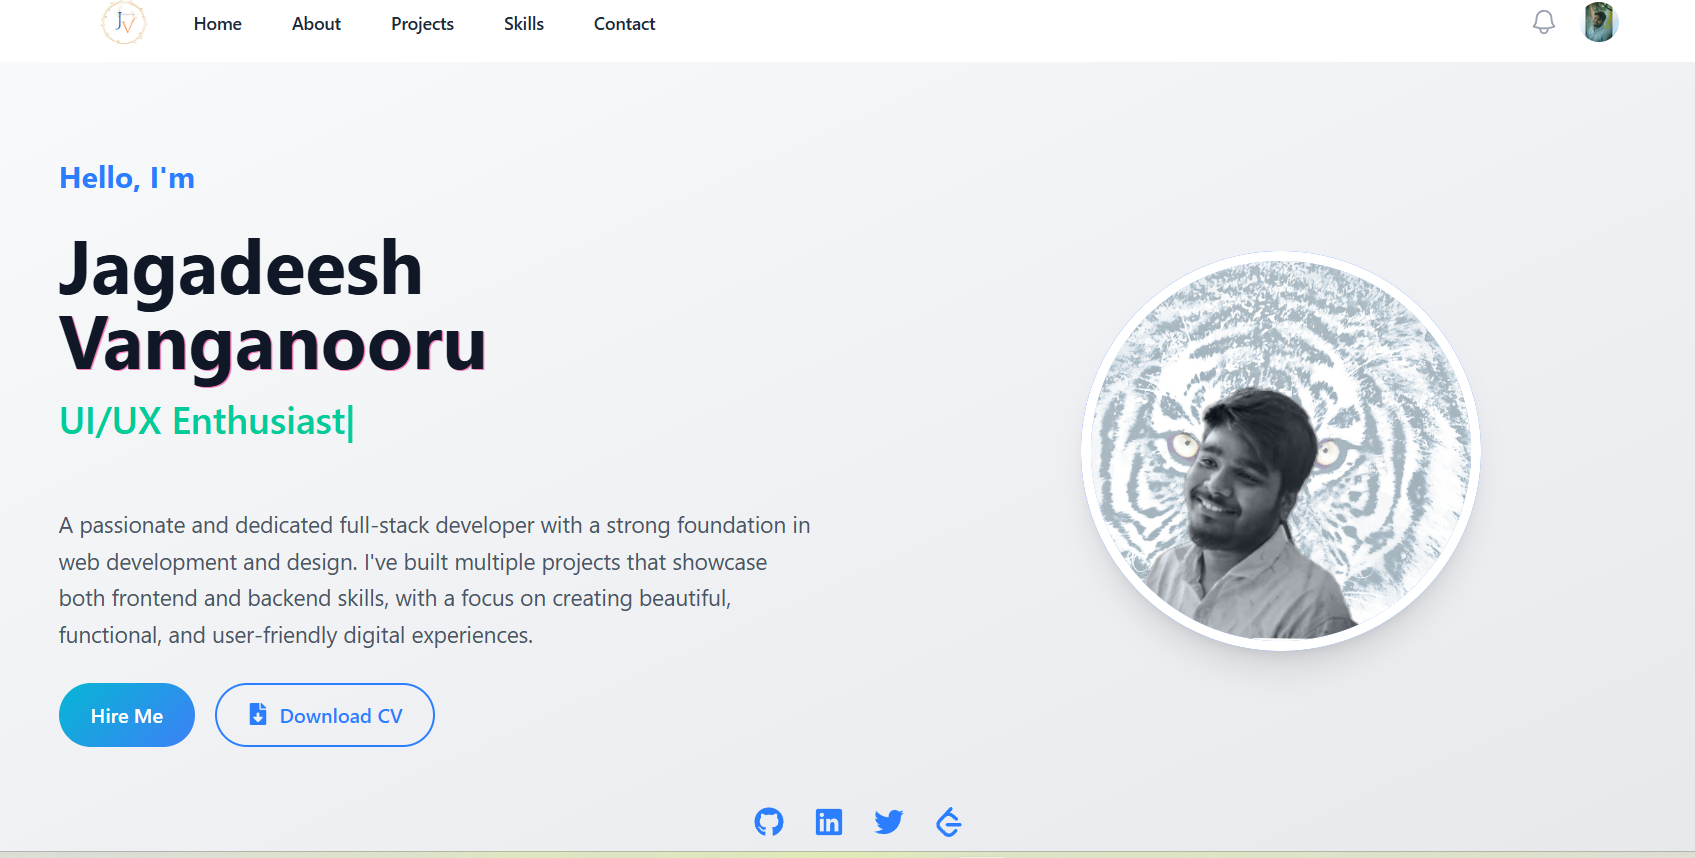 JV
Home
About
Projects
Skills
Contact
Hello, I'm
Jagadeesh
Vanganooru
UI/UX Enthusiast|
A passionate and dedicated full-stack developer with a strong foundation in
web development and design. I've built multiple projects that showcase
both frontend and backend skills, with a focus on creating beautiful,
functional, and user-friendly digital experiences.
Hire Me
Download CV
in